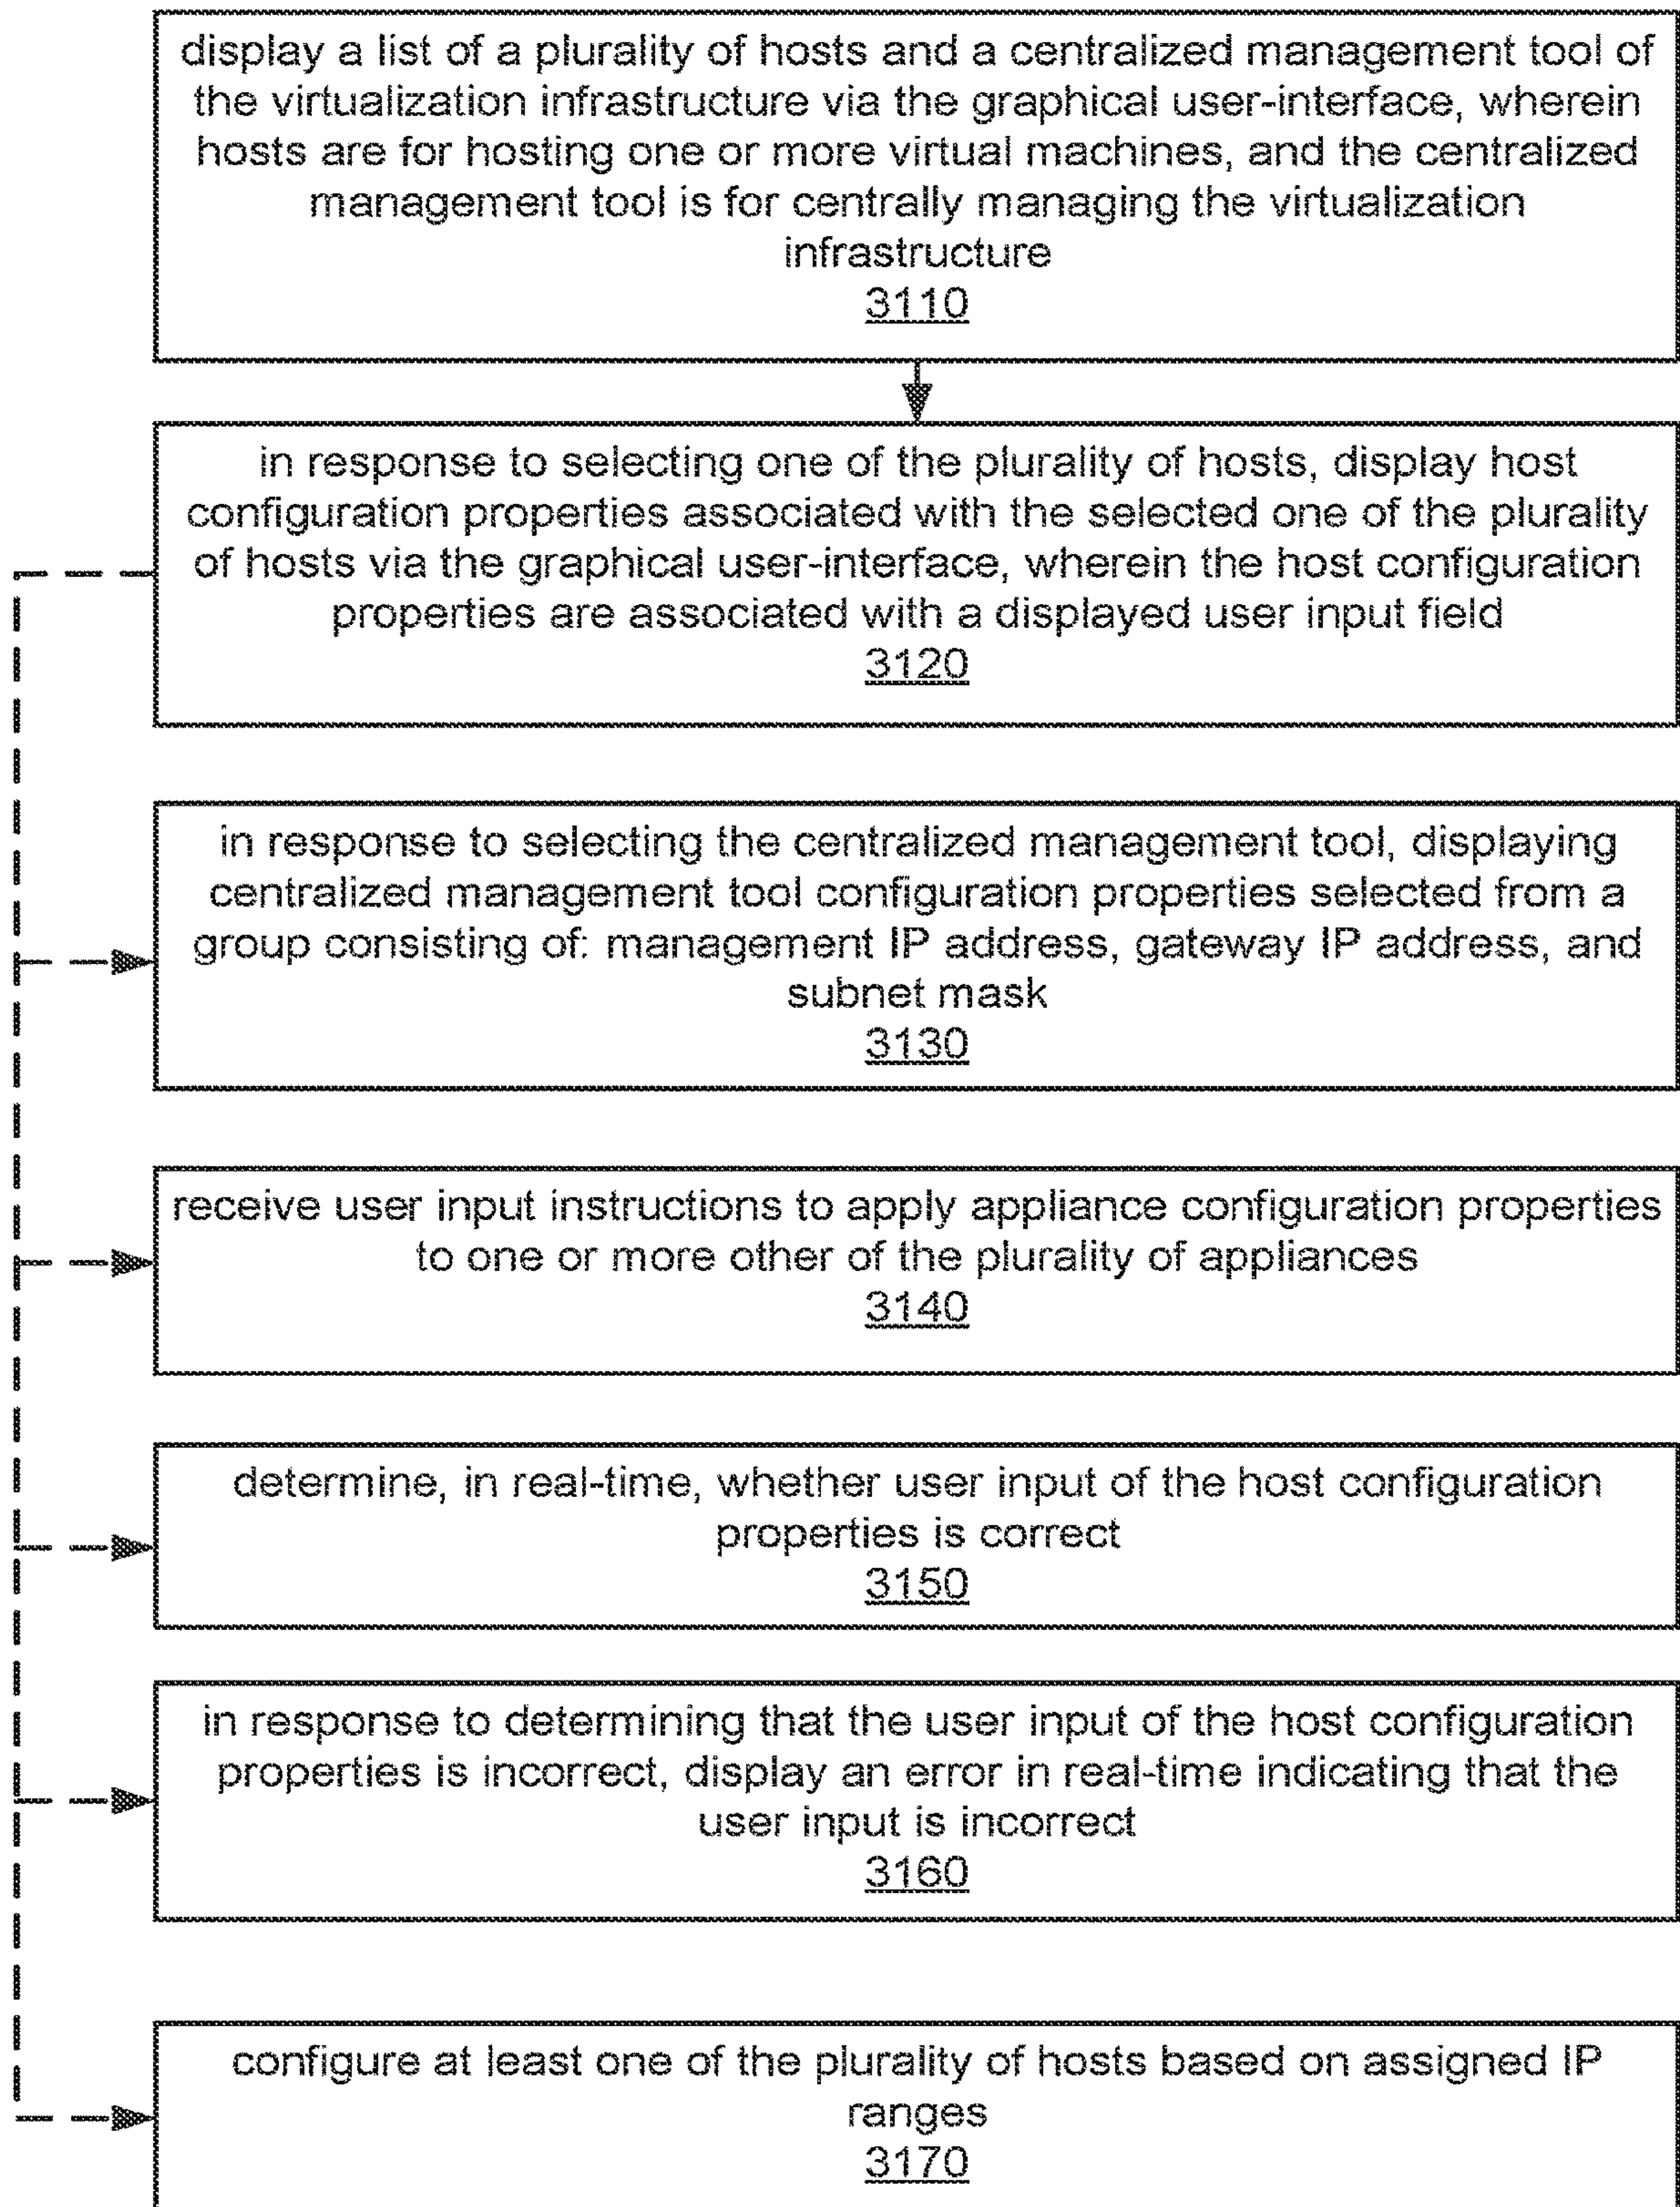 display a list of a plurality of hosts and a centralized management tool of
the virtualization infrastructure via the graphical user-interface, wherein
hosts are for hosting one or more virtual machines, and the centralized
management tool is for centrally managing the virtualization
infrastructure
3110
in response to selecting one of the plurality of hosts, display host
configuration properties associated with the selected one of the plurality
of hosts via the graphical user-interface, wherein the host configuration
properties are associated with a displayed user input field
3120
in response to selecting the centralized management tool, displaying
centralized management tool configuration properties selected from a
group consisting of: management IP address, gateway IP address, and
subnet mask
3130
receive user input instructions to apply appliance configuration properties
to one or more other of the plurality of appliances
3140
determine, in real-time, whether user input of the host configuration
properties is correct
3150
in response to determining that the user input of the host configuration
properties is incorrect, display an error in real-time indicating that the
user input is incorrect
3160
configure at least one of the plurality of hosts based on assigned IP
ranges
3170